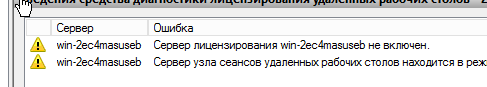 едения средства диагностики лицензирования удаленных рабочих столов - 
Сервер Ошибка
win-2ec4masuseb Сервер лицензирования win-2ec4masuseb не включен.
win-2ec4masuseb Сервер узла сеансов удаленных рабочих столов находится в реж